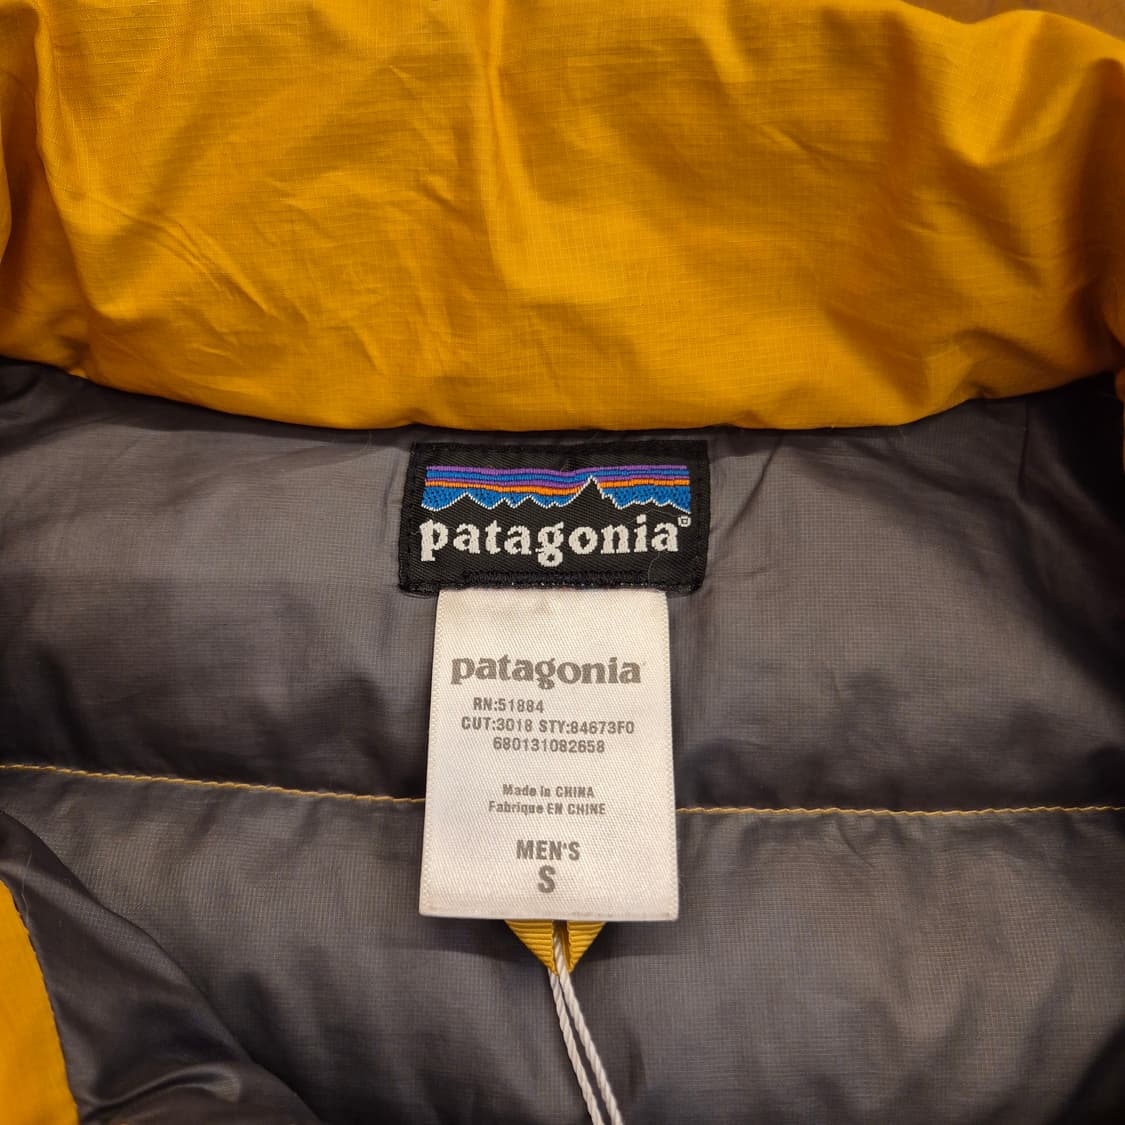 patagonia®
patagonia
RN:51884
CUT:3018 STY:84673F0
680131082658
Made in CHINA
Fabrique EN CHINE
MEN'S
S